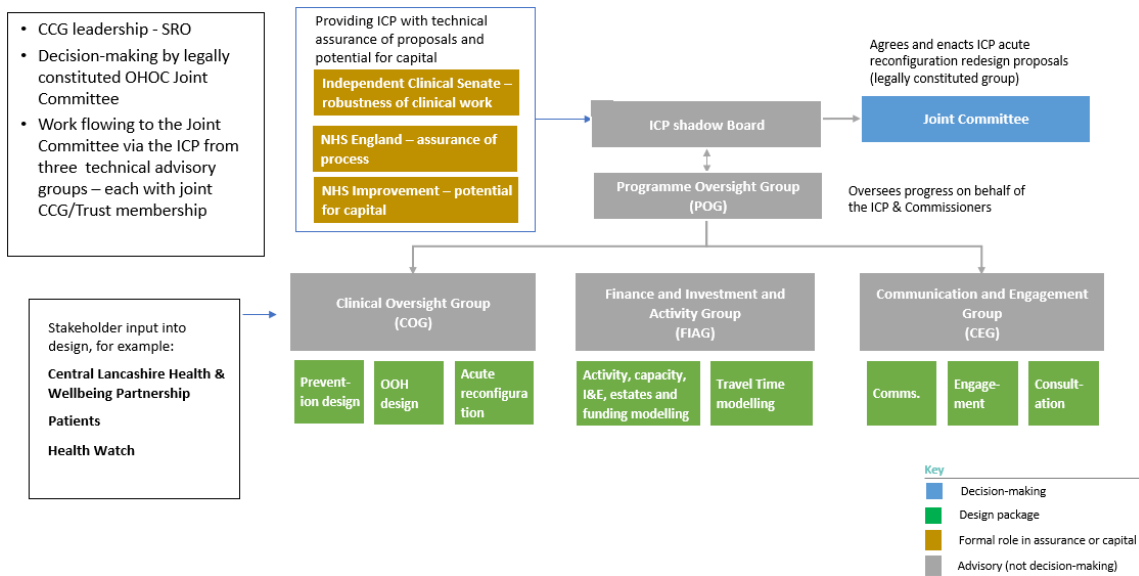 • CCG leadership - SRO
• Decision-making by legally
constituted OHOC Joint
Committee
• Work flowing to the Joint
Committee via the ICP from
three technical advisory
groups – each with joint
CCG/Trust membership
Providing ICP with technical
assurance of proposals and
potential for capital
Independent Clinical Senate –
robustness of clinical work
NHS England – assurance of
process
NHS Improvement – potential
for capital
ICP shadow Board
Agrees and enacts ICP acute
reconfiguration redesign proposals
(legally constituted group)
Joint Committee
Programme Oversight Group
(POG)
Oversees progress on behalf of
the ICP & Commissioners
Stakeholder input into
design, for example:
Central Lancashire Health &
Wellbeing Partnership
Patients
Health Watch
Clinical Oversight Group
(COG)
Finance and Investment and
Activity Group
(FIAG)
Communication and Engagement
Group
(CEG)
Prevent-
ion design
OOH
design
Acute
reconfigura
tion
Activity, capacity,
I&E, estates and
funding modelling
Travel Time
modelling
Comms.
Engage-
ment
Consult-
ation
Key
Decision-making
Design package
Formal role in assurance or capital
Advisory (not decision-making)